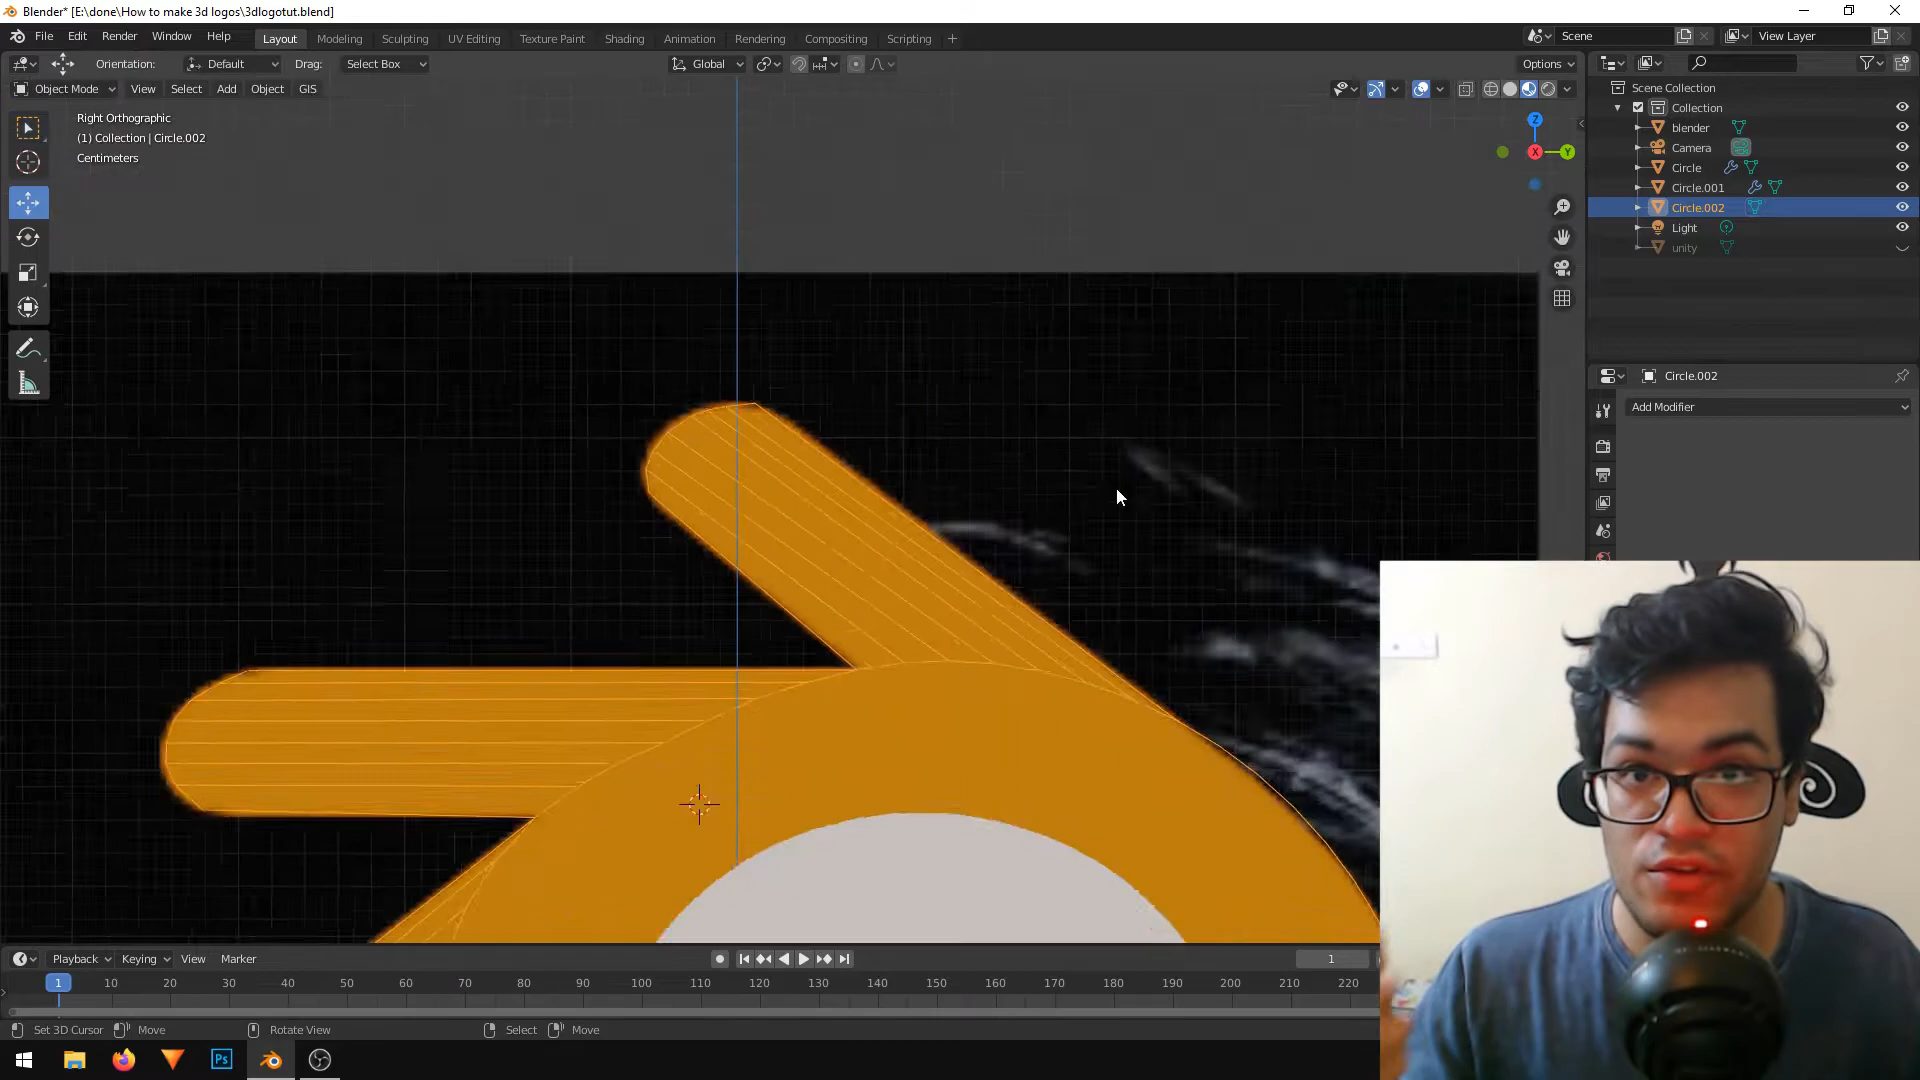 Blender* [E:\done\How to make 3d logos\3dlogotut.blend]
File Edit Render Window Help Layout Modeling Sculpting UV Editing Texture Paint Shading Animation Rendering Compositing Scripting + Scene View Layer
Orientation: Default Drag: Select Box Global Options
Object Mode View Select Add Object GIS
Right Orthographic
(1) Collection | Circle.002
Centimeters
Z
X
Y
Scene Collection
Collection
blender
Camera
Circle
Circle.001
Circle.002
Light
unity
Circle.002
Add Modifier
Playback Keying View Marker 1
1 10 20 30 40 50 60 70 80 90 100 110 120 130 140 150 160 170 180 190 200 210 220
Set 3D Cursor Move Rotate View Select Move
Ps